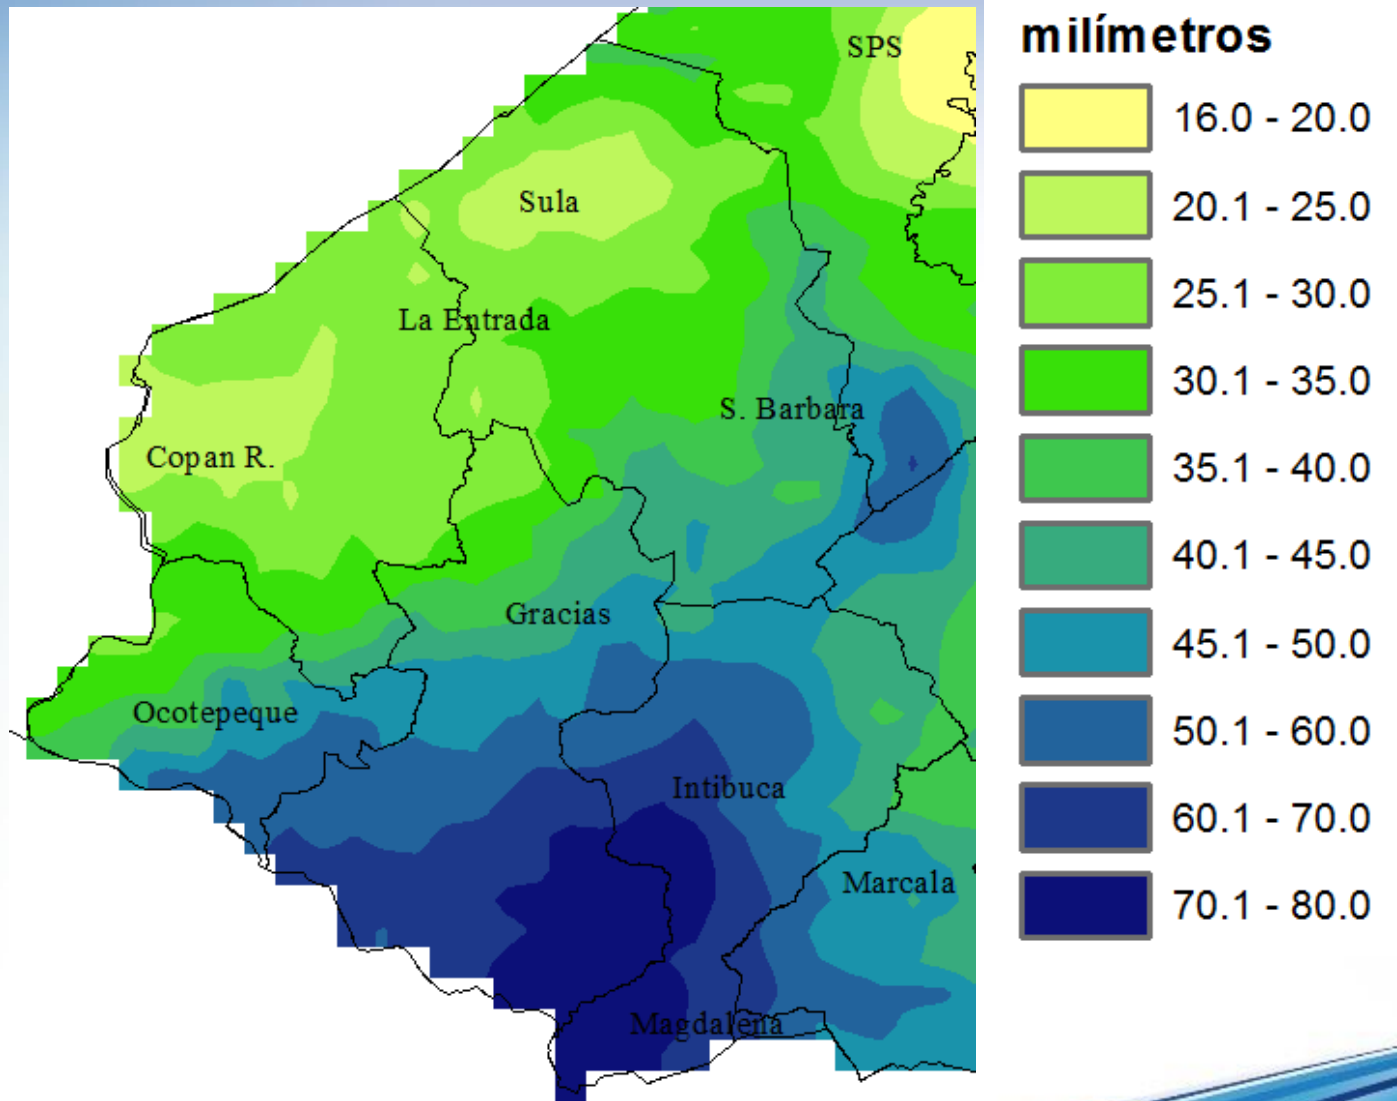 milímetros
SPS
16.0 - 20.0
Sula
20.1 - 25.0
La Entrada
25.1 - 30.0
30.1 - 35.0
S. Barbara
Copan R.
35.1 - 40.0
40.1 - 45.0
Gracias
45.1 - 50.0
Ocotepeque
50.1 - 60.0
Intibuca
60.1 - 70.0
Marcala
70.1 - 80.0
Magdalena